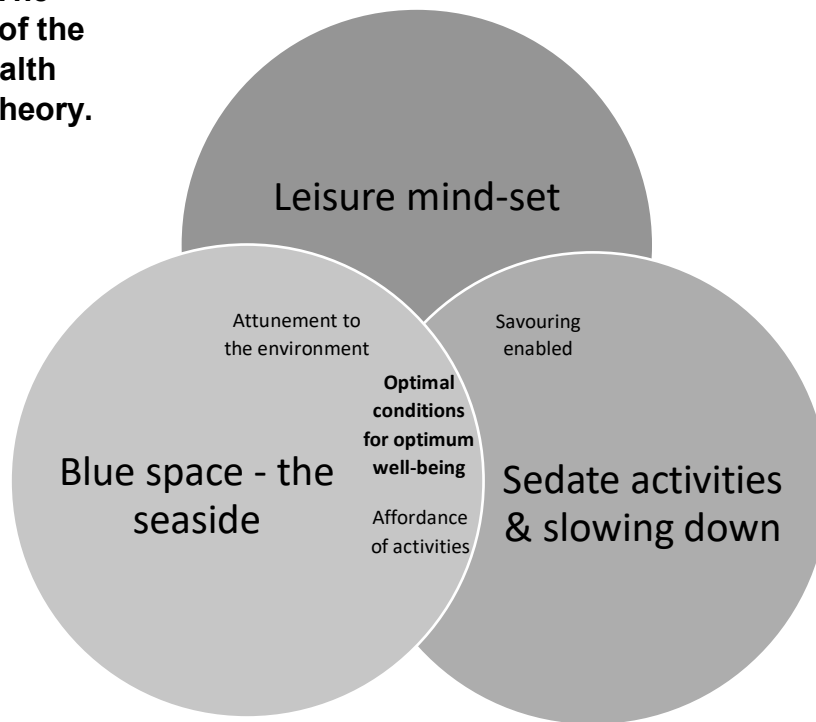 of the
alth
heory.
Leisure mind-set
Attunement to
the environment
Savouring
enabled
Optimal
conditions
for optimum
well-being
Blue space - the
seaside
Sedate activities
& slowing down
Affordance
of activities